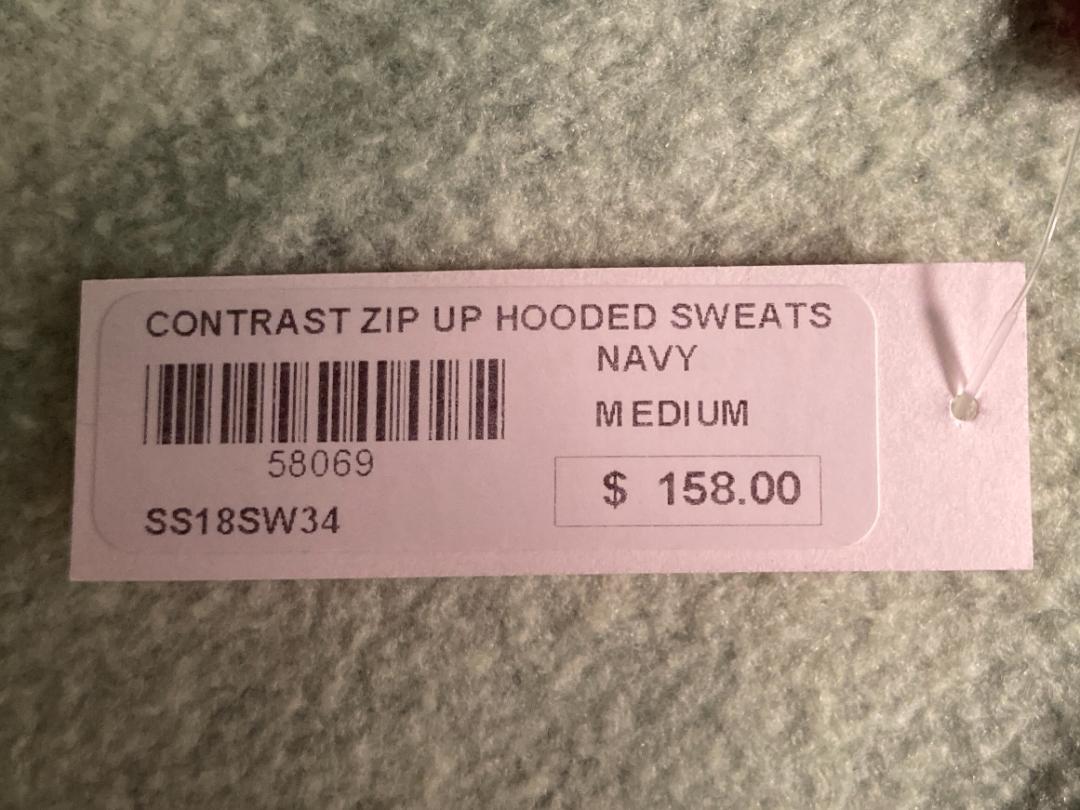 CONTRAST ZIP UP HOODED SWEATS
NAVY
MEDIUM
58069
$ 158.00
SS18SW34